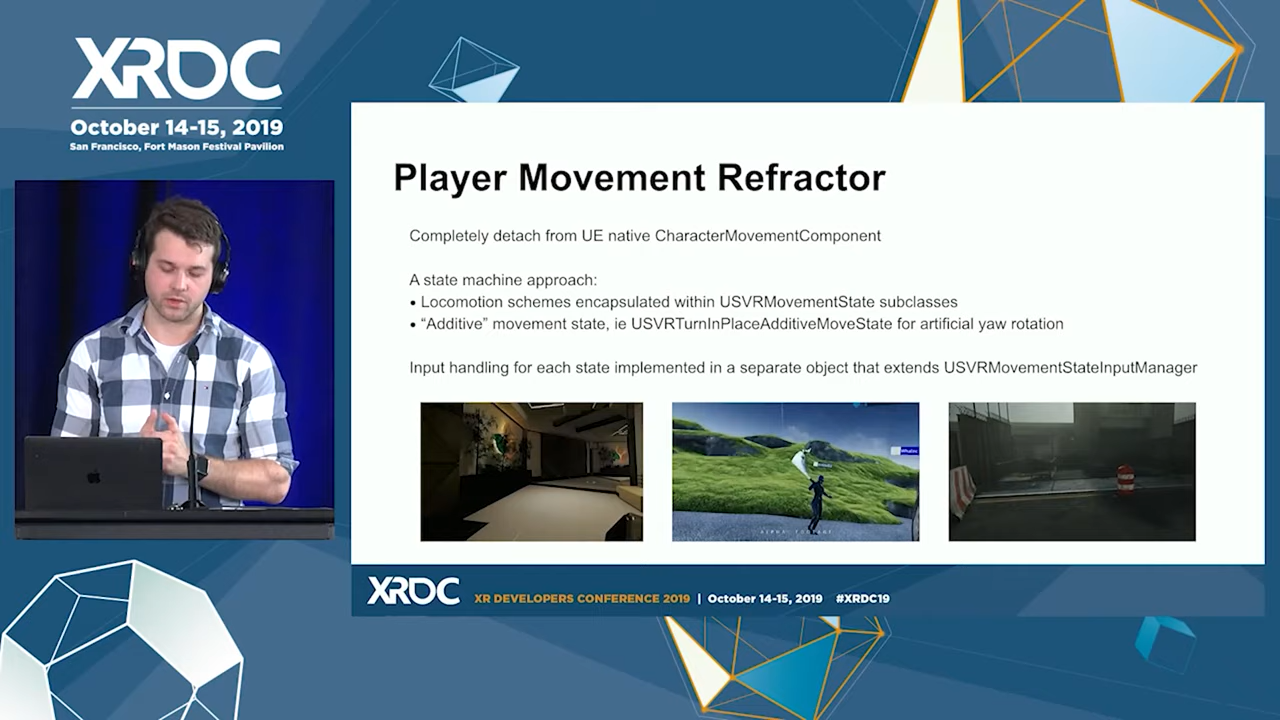 XRDC
October 14-15, 2019
San Francisco, Fort Mason Festival Pavilion
Player Movement Refractor
Completely detach from UE native CharacterMovementComponent
A state machine approach:
• Locomotion schemes encapsulated within USVRMovementState subclasses
• “Additive” movement state, ie USVRTurnInPlaceAdditiveMoveState for artificial yaw rotation
Input handling for each state implemented in a separate object that extends USVRMovementStateInputManager
XRDC XR DEVELOPERS CONFERENCE 2019 | October 14-15, 2019 #XRDC19